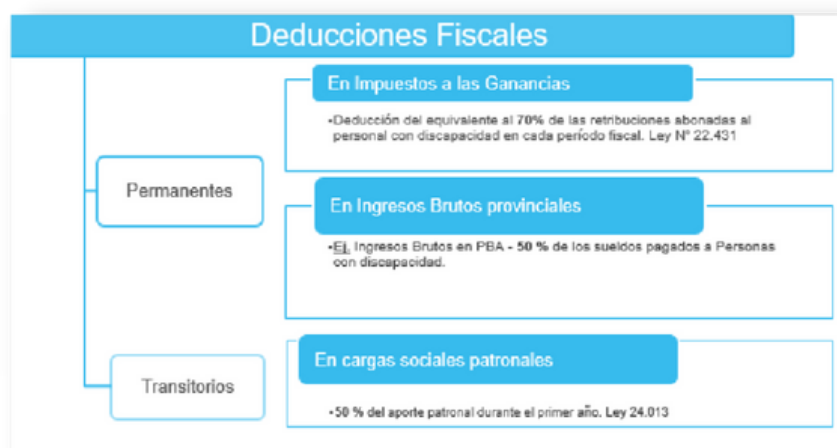 Deducciones Fiscales
En Impuestos a las Ganancias
•Deducción del equivalente al 70% de las retribuciones abonadas al
personal con discapacidad en cada período fiscal. Ley N° 22.431
Permanentes
En Ingresos Brutos provinciales
•Ej. Ingresos Brutos en PBA - 50 % de los sueldos pagados a Personas
con discapacidad.
En cargas sociales patronales
Transitorios
•50 % del aporte patronal durante el primer año. Ley 24.013